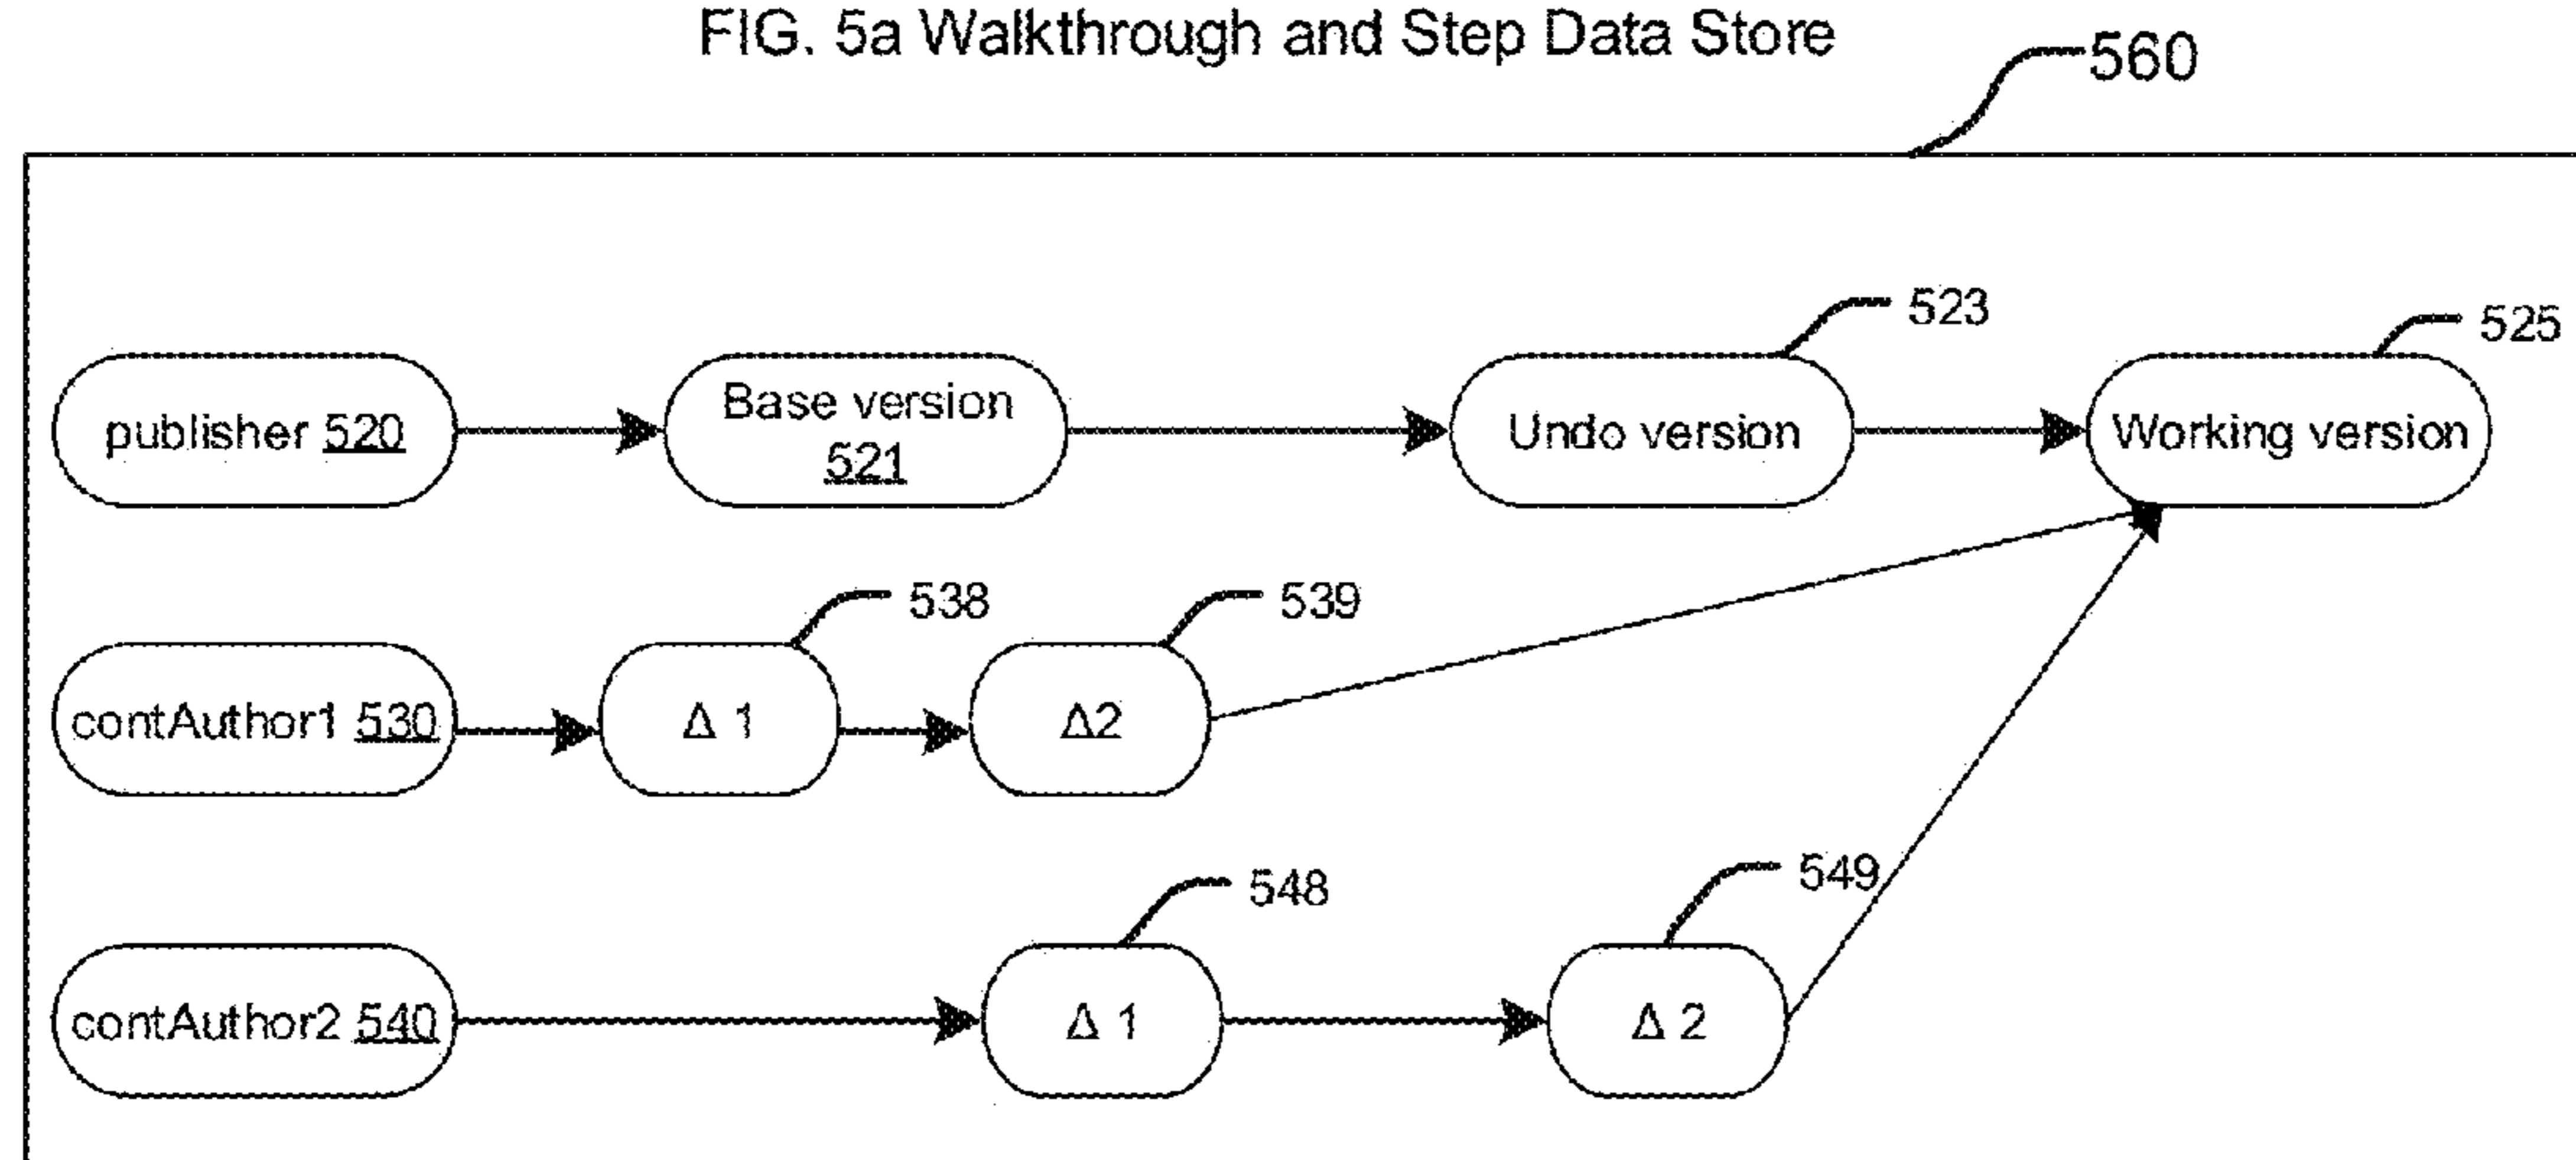 FIG. 5a Walkthrough and Step Data Store
560
523
525
publisher 520
Base version
521
Undo version
Working version
538
539
contAuthor1 530
Δ 1
Δ2
548
549
contAuthor2 540
Δ 1
Δ 2